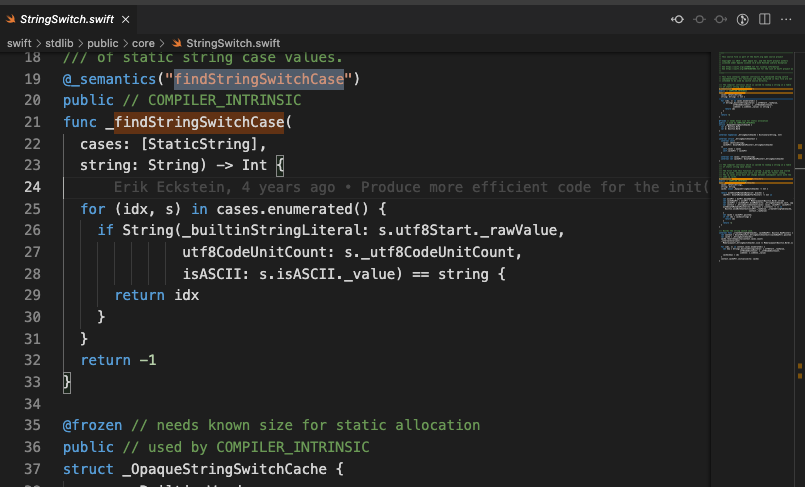 StringSwitch.swift ×
swift > stdlib > public > core > StringSwitch.swift
18 /// of static string case values.
19 @_semantics("findStringSwitchCase")
20 public // COMPILER_INTRINSIC
21 func _findStringSwitchCase(
22 cases: [StaticString],
23 string: String) -> Int {
24 Erik Eckstein, 4 years ago • Produce more efficient code for the init(
25 for (idx, s) in cases.enumerated() {
26 if String(_builtinStringLiteral: s.utf8Start._rawValue,
27 utf8CodeUnitCount: s._utf8CodeUnitCount,
28 isASCII: s.isASCII._value) == string {
29 return idx
30 }
31 }
32 return -1
33 }
34
35 @frozen // needs known size for static allocation
36 public // used by COMPILER_INTRINSIC
37 struct _OpaqueStringSwitchCache {